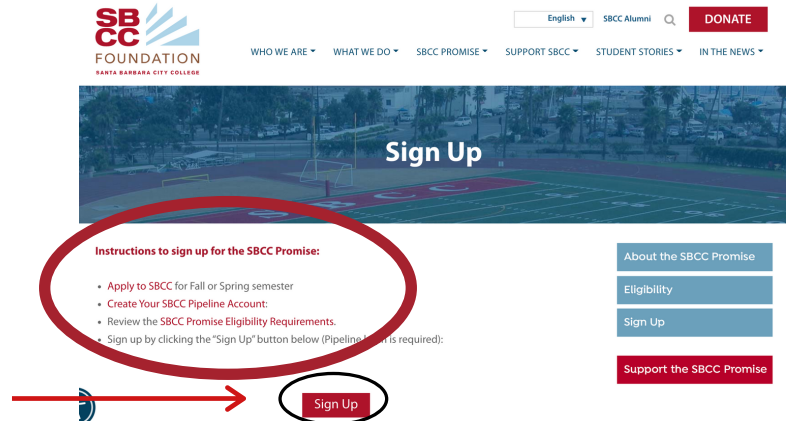 SB
CC
FOUNDATION
SANTA BARBARA CITY COLLEGE
English SBCC Alumni DONATE
WHO WE ARE WHAT WE DO SBCC PROMISE SUPPORT SBCC STUDENT STORIES IN THE NEWS
Sign Up
SBCC
Instructions to sign up for the SBCC Promise:
• Apply to SBCC for Fall or Spring semester
• Create Your SBCC Pipeline Account:
• Review the SBCC Promise Eligibility Requirements.
• Sign up by clicking the "Sign Up" button below (Pipeline is required):
Sign Up
About the SBCC Promise
Eligibility
Sign Up
Support the SBCC Promise